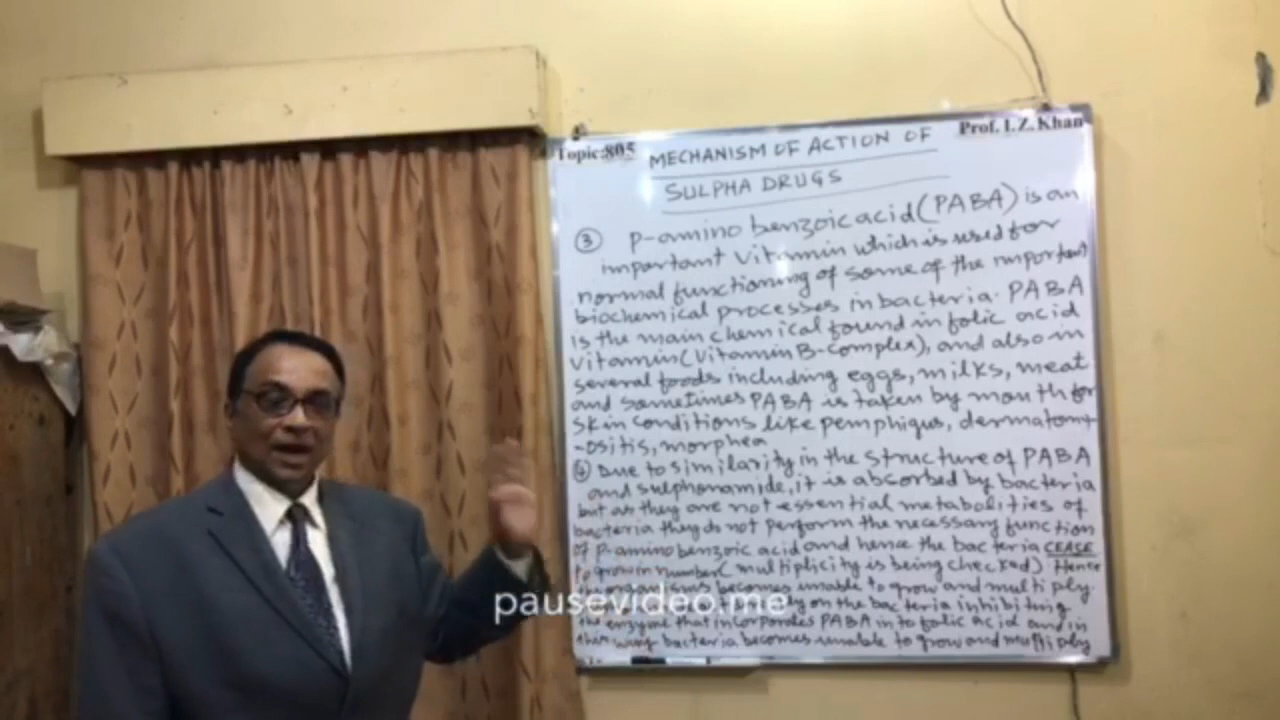 Topic:805 MECHANISM OF ACTION OF Prof. I.Z. Khan
SULPHA DRUGS
③ p-amino benzoic acid (PABA) is an
important vitamin which is used for
normal functioning of some of the important
biochemical processes in bacteria. PABA
is the main chemical found in folic acid
vitamin (Vitamin B-Complex), and also in
several foods including eggs, milks, meat
and sometimes PABA is taken by mouth for
skin conditions like pemphigus, dermatom
-ositis, morphea
④ Due to similarity in the structure of PABA
and sulphonamide, it is absorbed by bacteria
but as they are not essential metabolities of
bacteria they do not perform the necessary function
of p-amino benzoic acid and hence the bacteria CEASE
to grow in number (multiplicity is being checked) Hence
becomes unable to grow and multiply.
on the bacteria inhibiting
the enzyme that incorporates PABA in to folic acid and in
this way bacteria becomes unable to grow and multiply
pausevideo.me